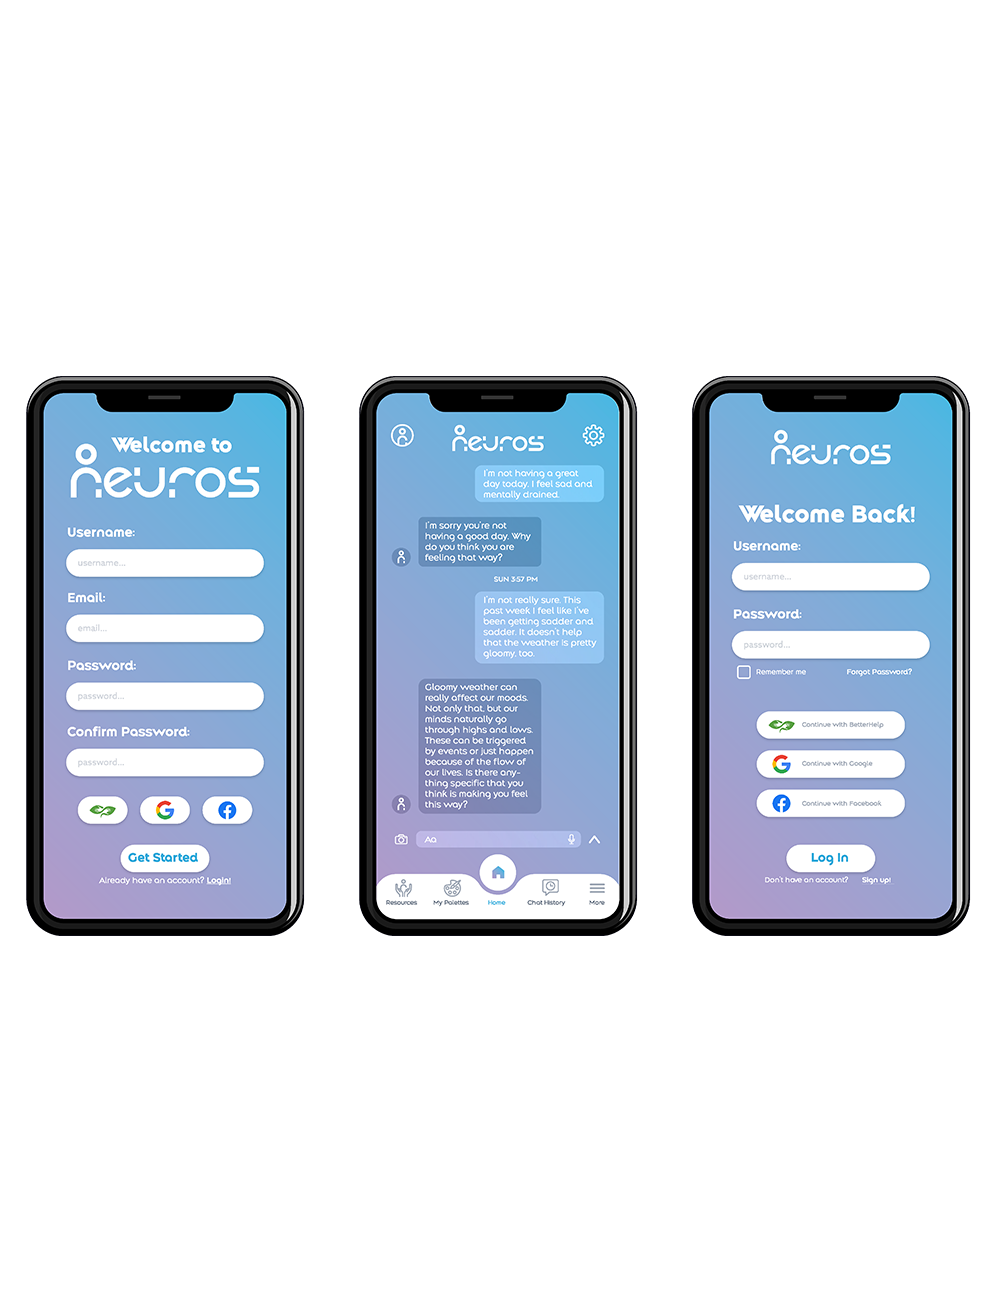 Welcome to
neuros
Username:
username...
Email:
email...
Password:
password...
Confirm Password:
password...
G
f
Get Started
Already have an account? Login!
neuros
I'm not having a great
day today. I feel sad and
mentally drained.
I'm sorry you're not
having a good day. Why
do you think you are
feeling that way?
SUN 3:57 PM
I'm not really sure. This
past week I feel like i've
been getting sadder and
sadder. It doesn't help
that the weather is pretty
gloomy, too.
Gloomy weather can
really affect our moods.
Not only that, but our
minds naturally go
through highs and lows.
These can be triggered
by events or just happen
because of the flow of
our lives. Is there any-
thing specific that you
think is making you feel
this way?
Aa
Resources My Palettes Home Chat History More
neuros
Welcome Back!
Username:
username...
Password:
password...
Remember me Forgot Password?
Continue with BetterHelp
G Continue with Google
f Continue with Facebook
Log In
Don't have an account? Sign up!